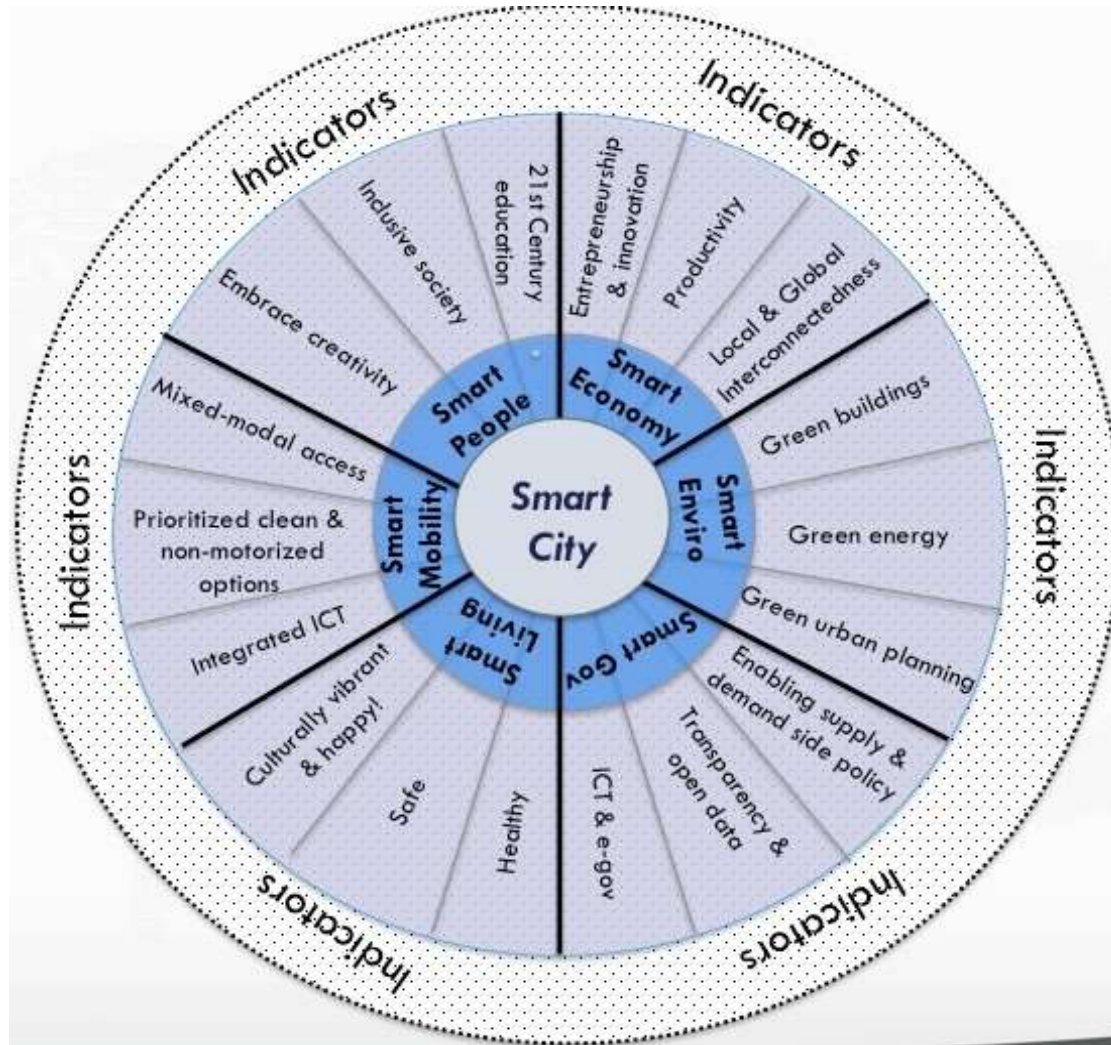 Smart
City
Smart
Economy
Entrepreneurship
& innovation
Productivity
Local & Global
Interconnectedness
Indicators
Smart
Enviro
Green buildings
Green energy
Green urban planning
Indicators
Smart Gov
Enabling supply &
demand side policy
Transparency &
open data
ICT & e-gov
Indicators
Smart
Living
Healthy
Safe
Culturally vibrant
& happy!
Indicators
Smart
Mobility
Integrated ICT
Prioritized clean &
non-motorized
options
Mixed-modal access
Indicators
Smart
People
Embrace creativity
Inclusive society
21st Century
education
Indicators